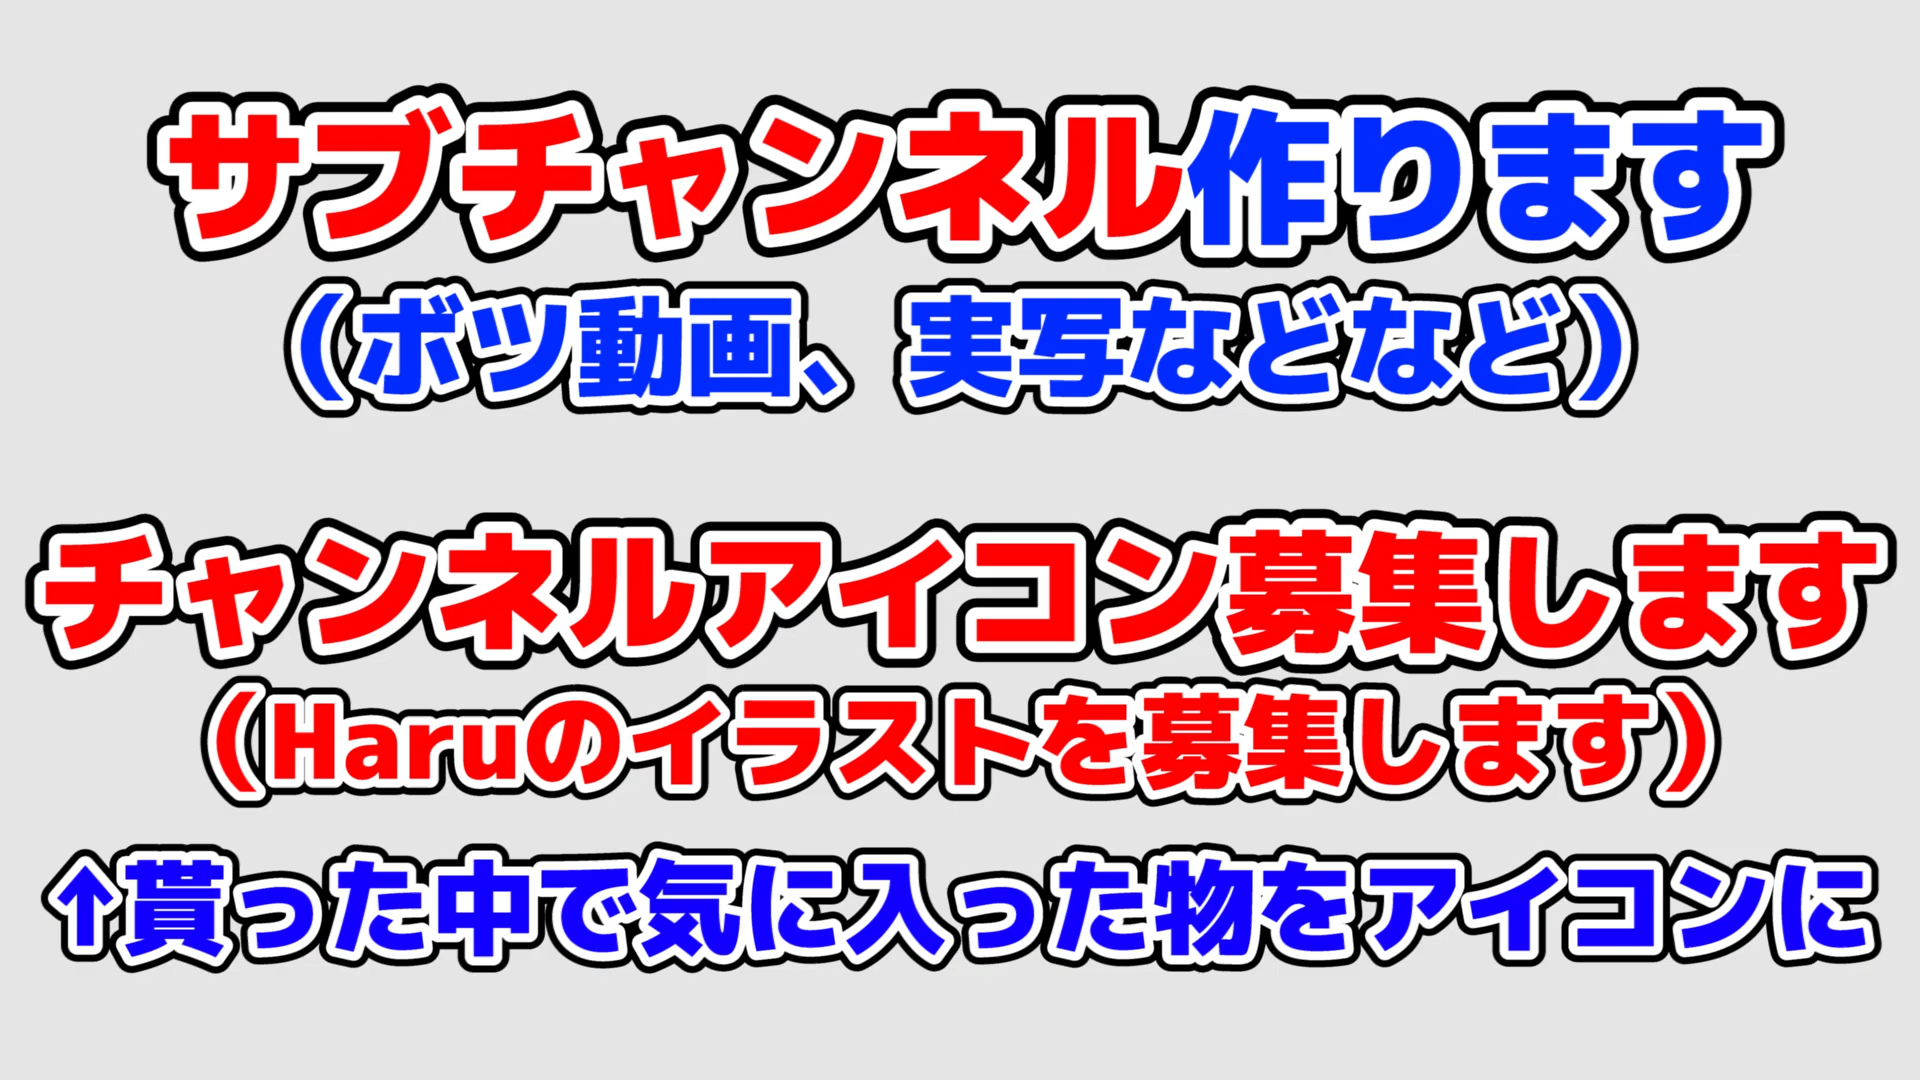 サブチャンネル作ります
（ボツ動画、実写などなど）
チャンネルアイコン募集します
（Haruのイラストを募集します）
↑貰った中で気に入った物をアイコンに